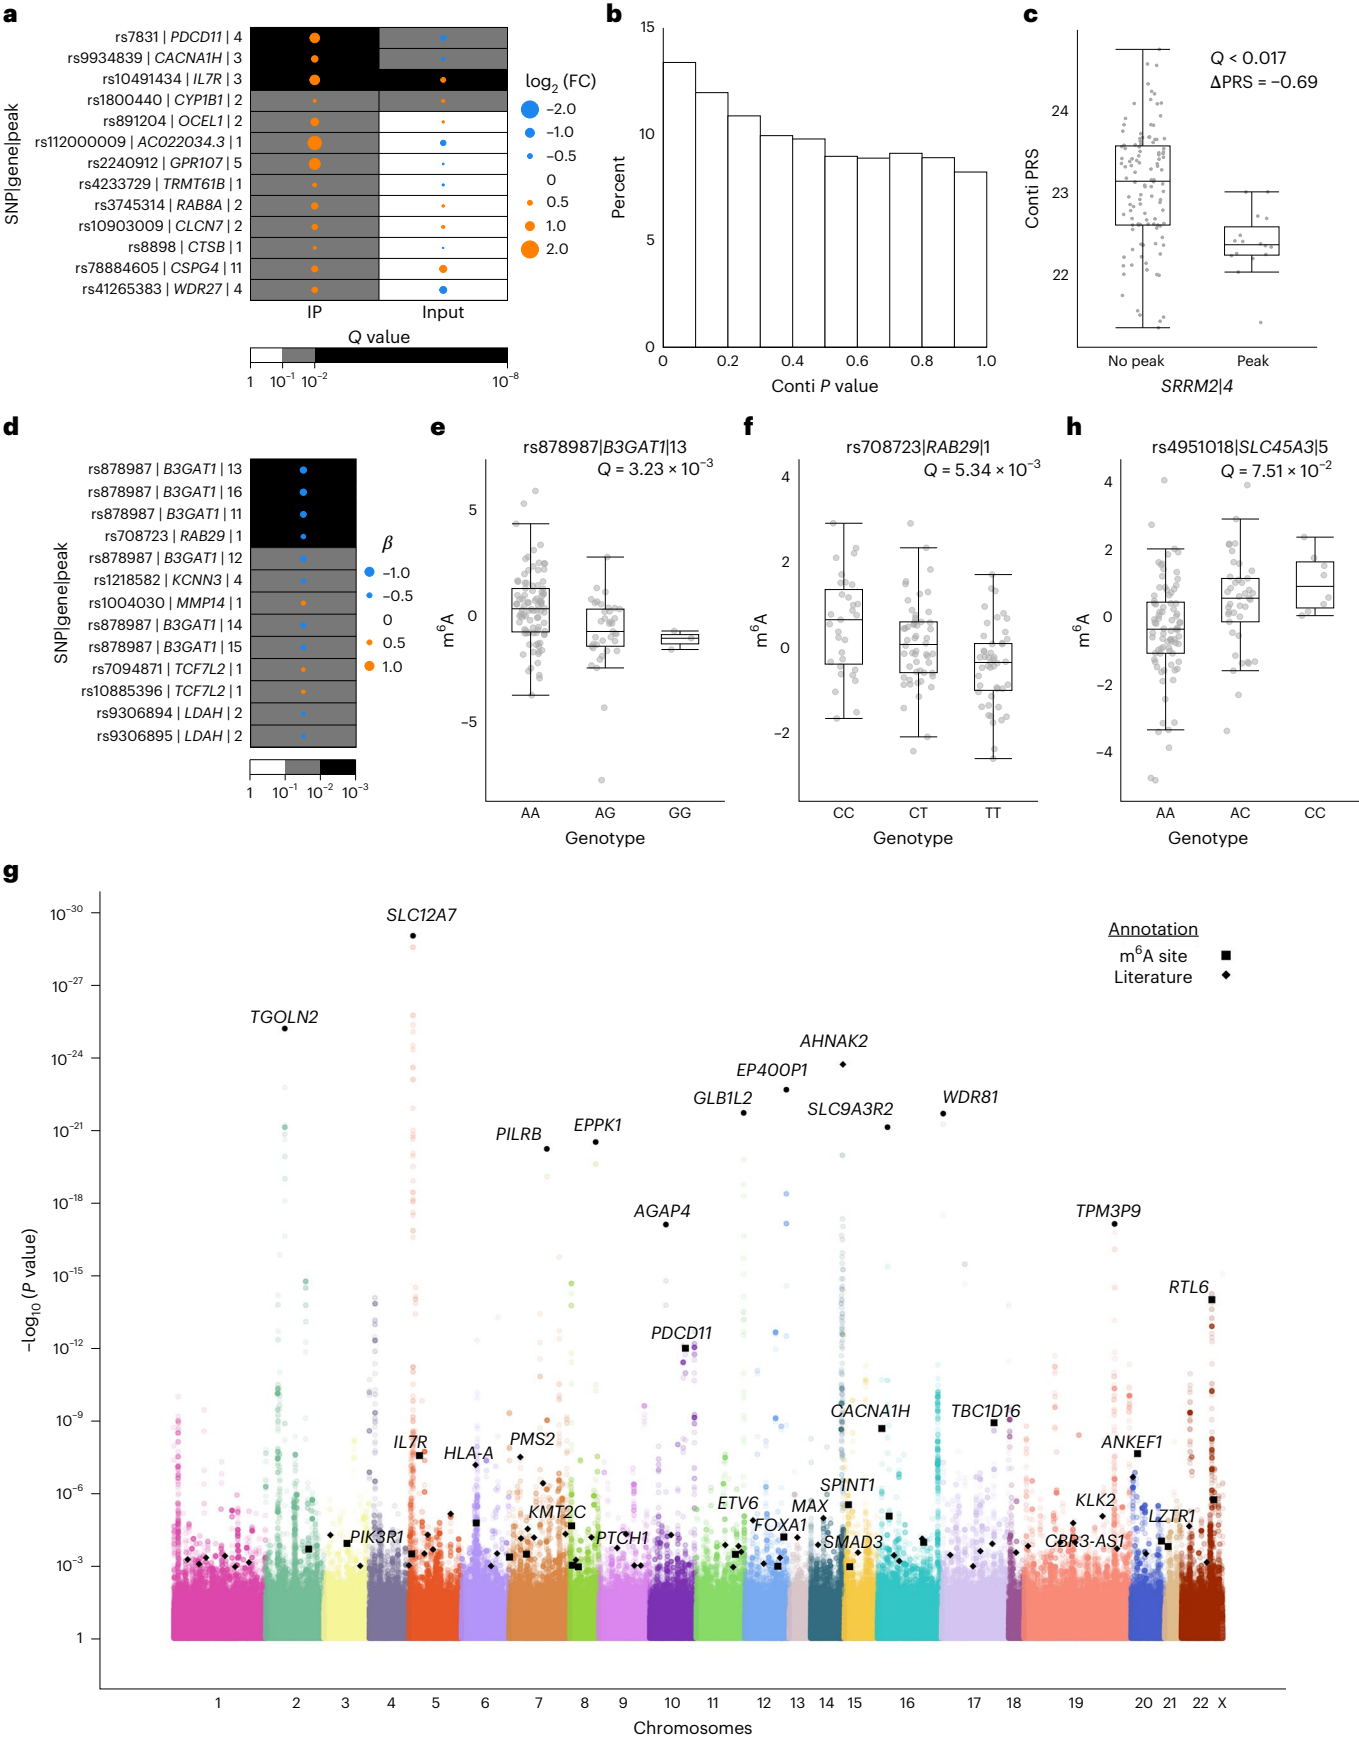 a
SNP|gene|peak
rs7831 | PDCD11 | 4
rs9934839 | CACNA1H | 3
rs10491434 | IL7R | 3
rs1800440 | CYP1B1 | 2
rs891204 | OCEL1 | 2
rs112000009 | AC022034.3 | 1
rs2240912 | GPR107 | 5
rs4233729 | TRMT61B | 1
rs3745314 | RAB8A | 2
rs10903009 | CLCN7 | 2
rs8898 | CTSB | 1
rs78884605 | CSPG4 | 11
rs41265383 | WDR27 | 4
IP Input
Q value
1 10⁻¹ 10⁻² 10⁻⁸
log₂ (FC)
−2.0
−1.0
−0.5
0
0.5
1.0
2.0
b
Percent
15
10
5
0
0 0.2 0.4 0.6 0.8 1.0
Conti P value
c
Conti PRS
24
23
22
Q < 0.017
ΔPRS = −0.69
No peak Peak
SRRM2|4
d
SNP|gene|peak
rs878987 | B3GAT1 | 13
rs878987 | B3GAT1 | 16
rs878987 | B3GAT1 | 11
rs708723 | RAB29 | 1
rs878987 | B3GAT1 | 12
rs1218582 | KCNN3 | 4
rs1004030 | MMP14 | 1
rs878987 | B3GAT1 | 14
rs878987 | B3GAT1 | 15
rs7094871 | TCF7L2 | 1
rs10885396 | TCF7L2 | 1
rs9306894 | LDAH | 2
rs9306895 | LDAH | 2
1 10⁻¹ 10⁻² 10⁻³
β
−1.0
−0.5
0
0.5
1.0
e
rs878987|B3GAT1|13
Q = 3.23 × 10⁻³
m⁶A
5
0
−5
AA AG GG
Genotype
f
rs708723|RAB29|1
Q = 5.34 × 10⁻³
m⁶A
4
2
0
−2
CC CT TT
Genotype
h
rs4951018|SLC45A3|5
Q = 7.51 × 10⁻²
m⁶A
4
2
0
−2
−4
AA AC CC
Genotype
g
−log₁₀ (P value)
10⁻³⁰
10⁻²⁷
10⁻²⁴
10⁻²¹
10⁻¹⁸
10⁻¹⁵
10⁻¹²
10⁻⁹
10⁻⁶
10⁻³
1
Annotation
m⁶A site
Literature
SLC12A7
TGOLN2
AHNAK2
EP400P1
GLB1L2
SLC9A3R2
WDR81
PILRB
EPPK1
AGAP4
TPM3P9
RTL6
PDCD11
CACNA1H
TBC1D16
IL7R
HLA-A
PMS2
ANKEF1
SPINT1
KMT2C
ETV6
MAX
KLK2
PIK3R1
PTCH1
FOXA1
SMAD3
CBR3-AS1
LZTR1
1 2 3 4 5 6 7 8 9 10 11 12 13 14 15 16 17 18 19 20 21 22 X
Chromosomes